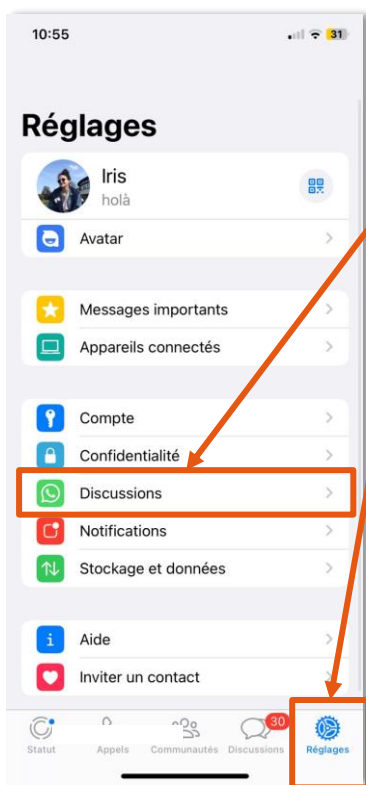 10:55
31
Réglages
Iris
holà
Avatar
Messages importants
Appareils connectés
Compte
Confidentialité
Discussions
Notifications
Stockage et données
Aide
Inviter un contact
30
Statut Appels Communautés Discussions Réglages